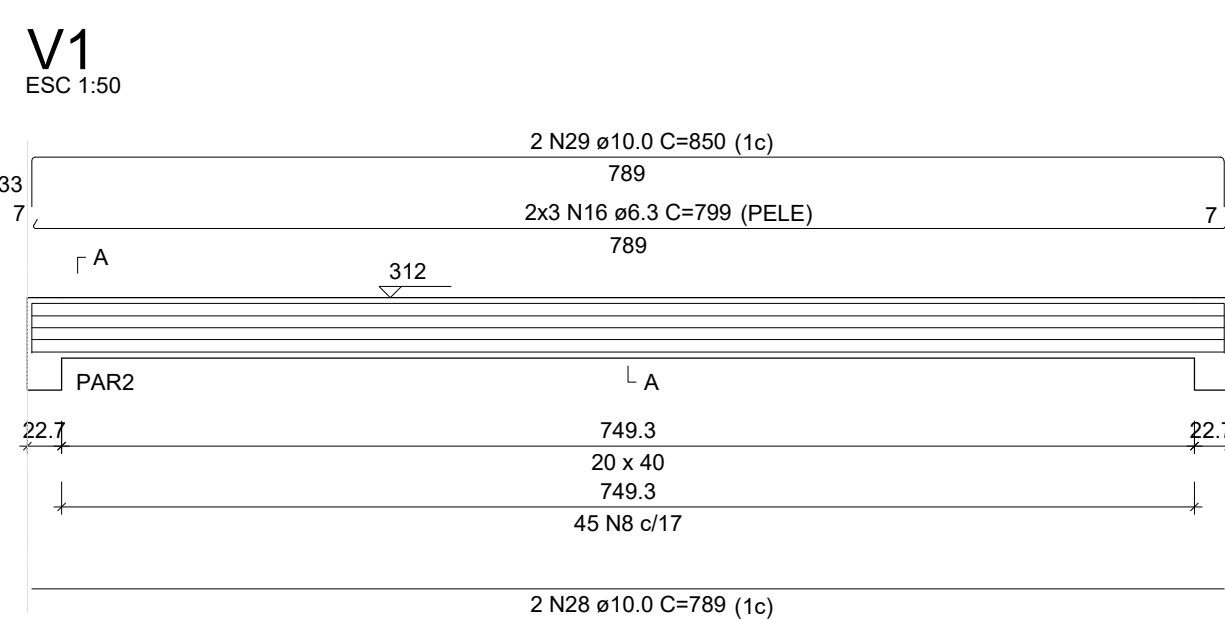 V1
ESC 1:50
2 N29 ø10.0 C=850 (1c)
789
33
7
2x3 N16 ø6.3 C=799 (PELE)
7
789
A
312
PAR2
A
22.7
749.3
22.7
20 x 40
749.3
45 N8 c/17
2 N28 ø10.0 C=789 (1c)